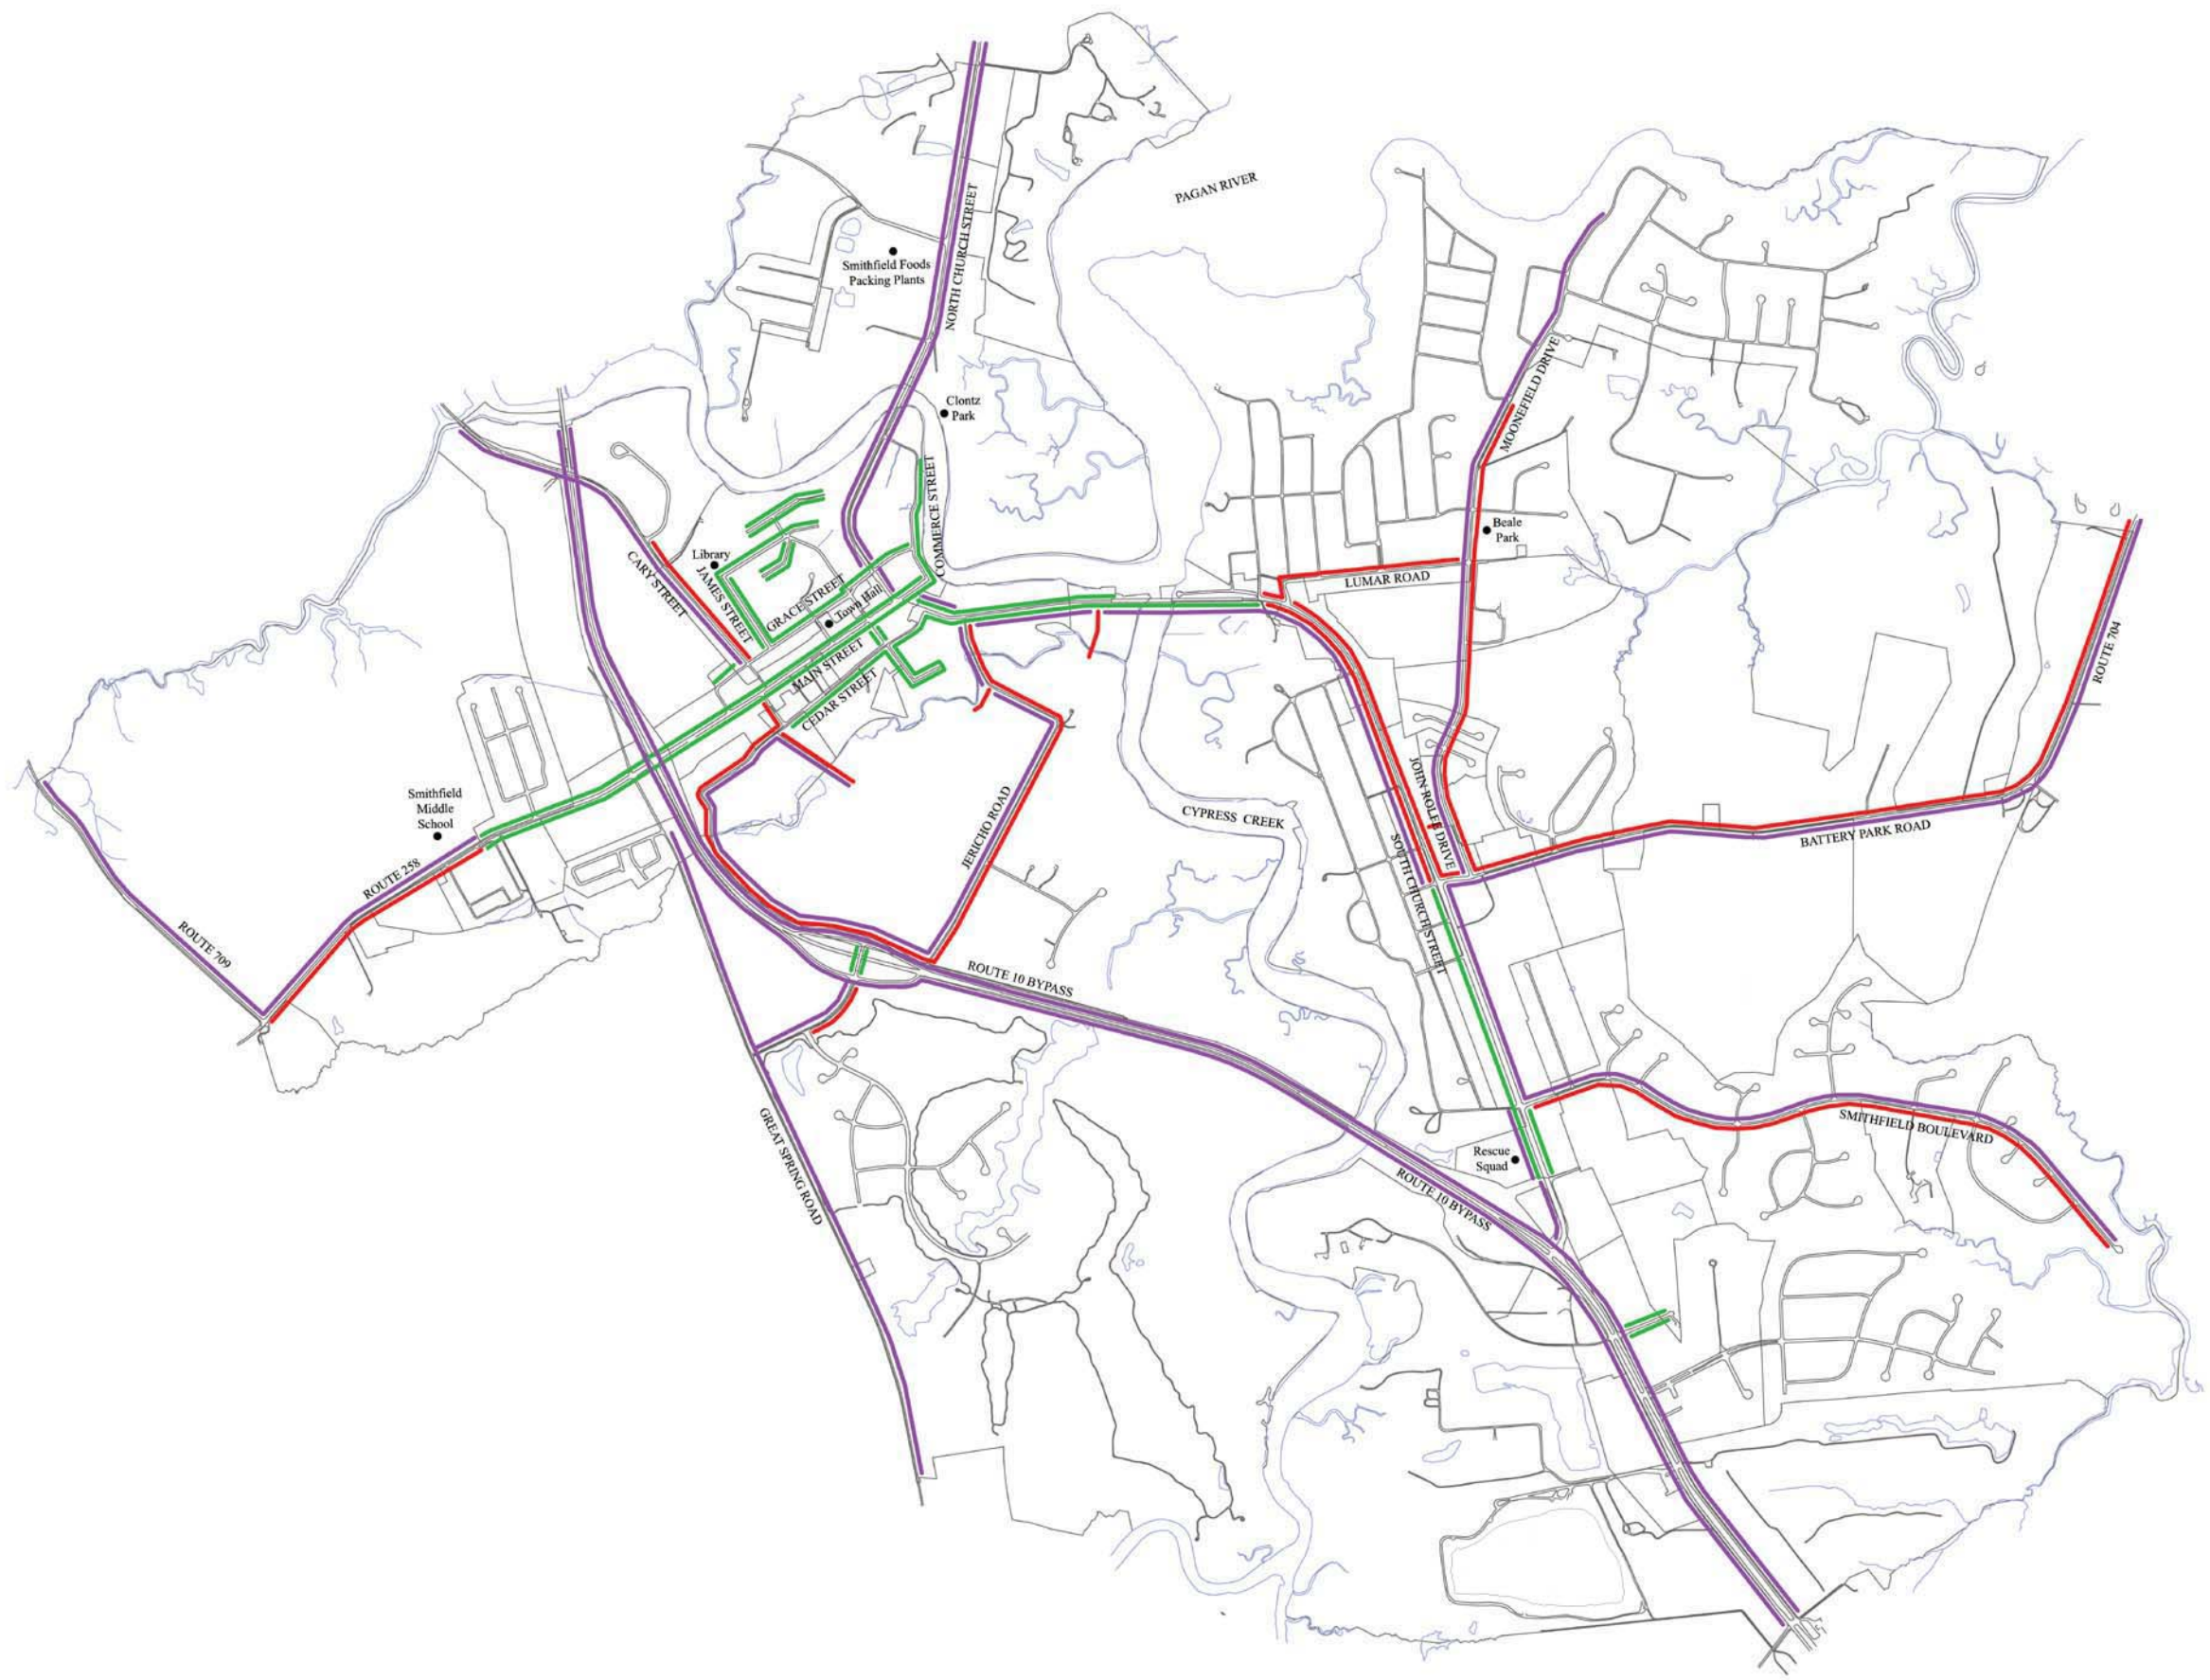 PAGAN RIVER
NORTH CHURCH STREET
Smithfield Foods
Packing Plants
Clontz
Park
MOONEFIELD DRIVE
COMMERCE STREET
Beale
Park
Library
JAMES STREET
CARY STREET
GRACE STREET
Town Hall
LUMAR ROAD
MAIN STREET
CEDAR STREET
ROUTE 704
Smithfield
Middle
School
JERICHO ROAD
CYPRESS CREEK
JOHN ROLFE DRIVE
SOUTH CHURCH STREET
BATTERY PARK ROAD
ROUTE 258
ROUTE 709
ROUTE 10 BYPASS
GREAT SPRING ROAD
SMITHFIELD BOULEVARD
Rescue
Squad
ROUTE 10 BYPASS